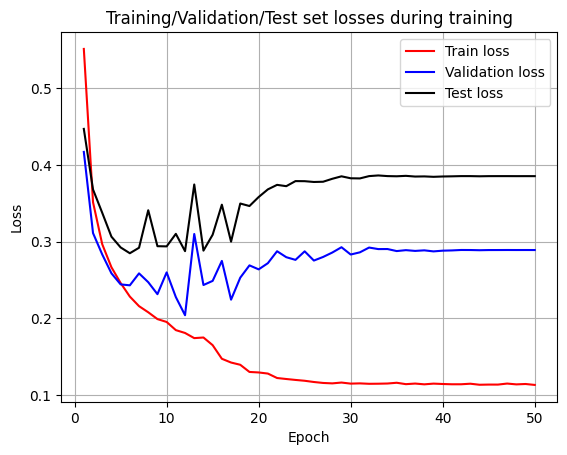 Training/Validation/Test set losses during training
Train loss
Validation loss
Test loss
Loss
0.5
0.4
0.3
0.2
0.1
0
10
20
30
40
50
Epoch